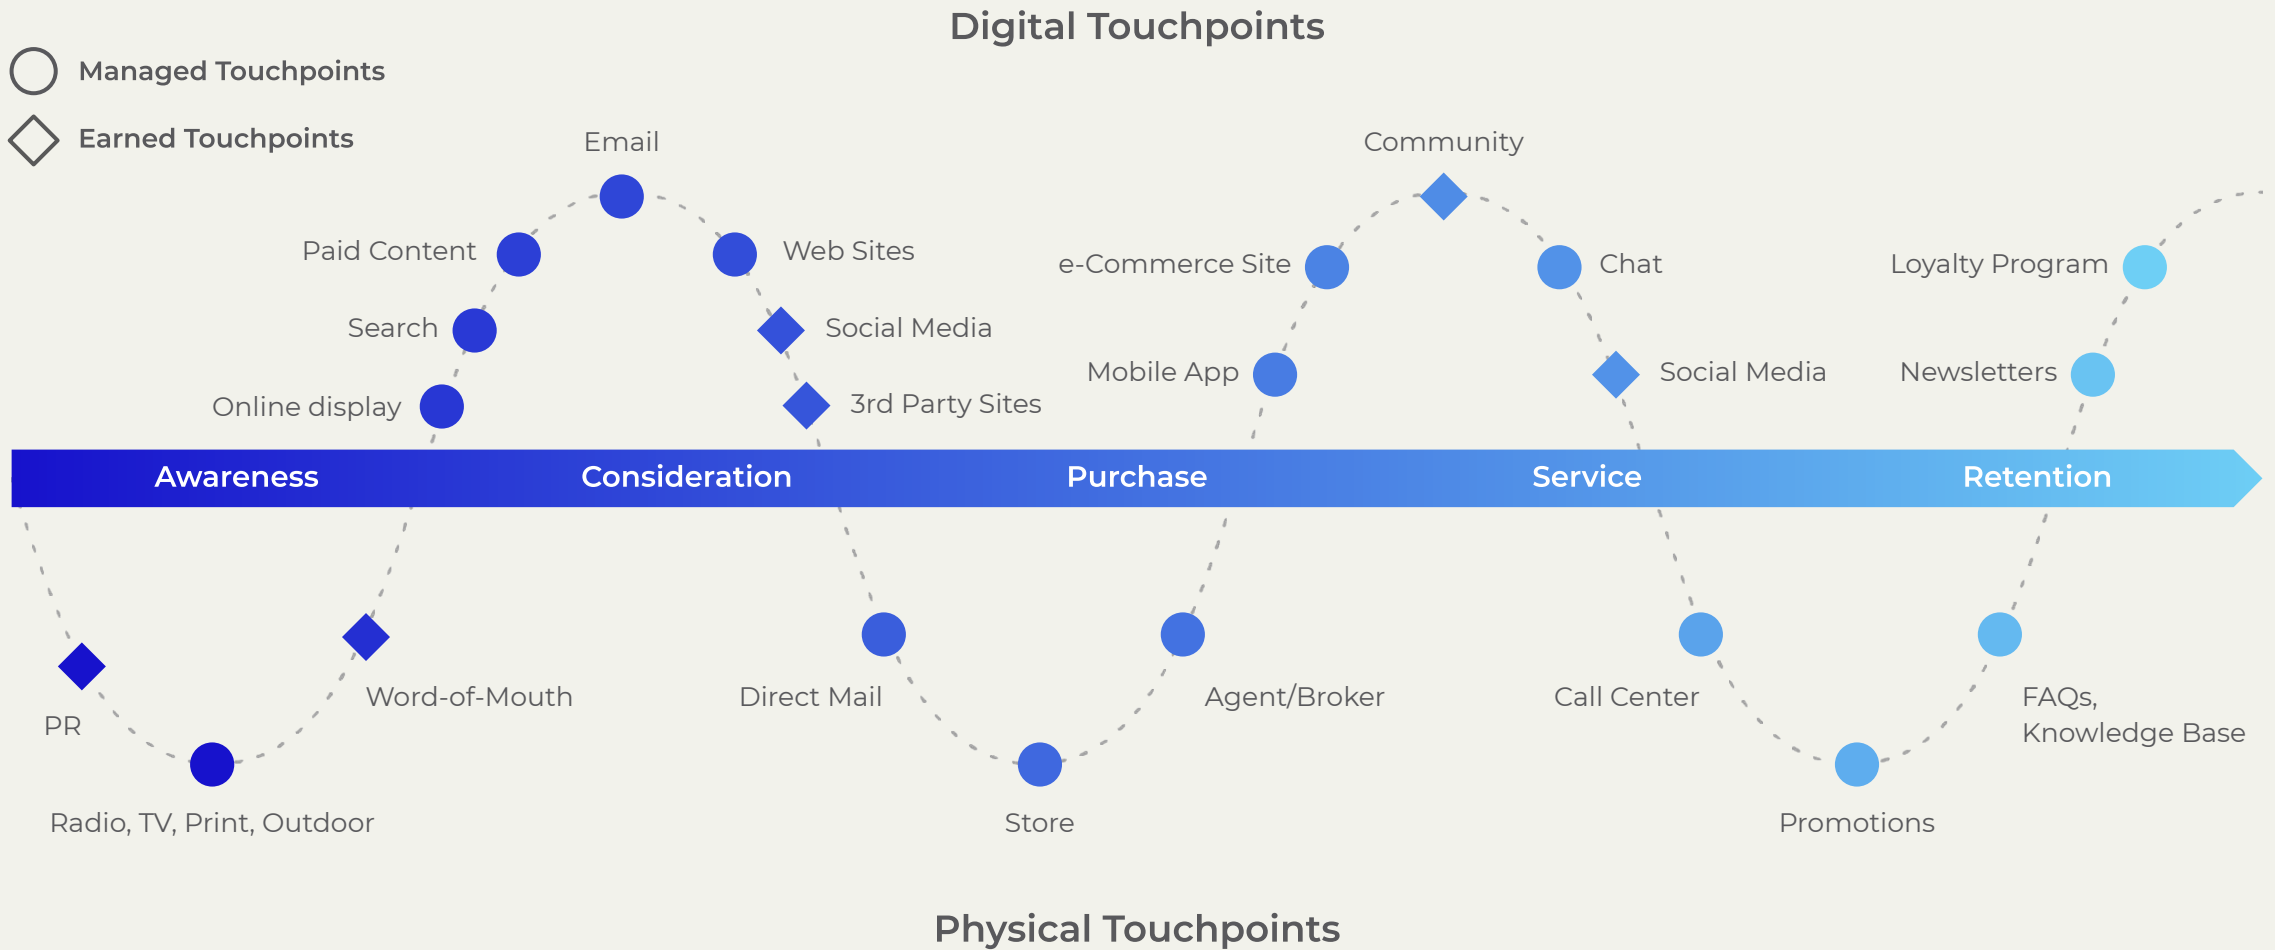 Digital Touchpoints
Managed Touchpoints
Earned Touchpoints
Email
Community
Paid Content
Web Sites
e-Commerce Site
Chat
Loyalty Program
Search
Social Media
Mobile App
Social Media
Newsletters
Online display
3rd Party Sites
Awareness
Consideration
Purchase
Service
Retention
PR
Word-of-Mouth
Direct Mail
Agent/Broker
Call Center
FAQs,
Knowledge Base
Radio, TV, Print, Outdoor
Store
Promotions
Physical Touchpoints